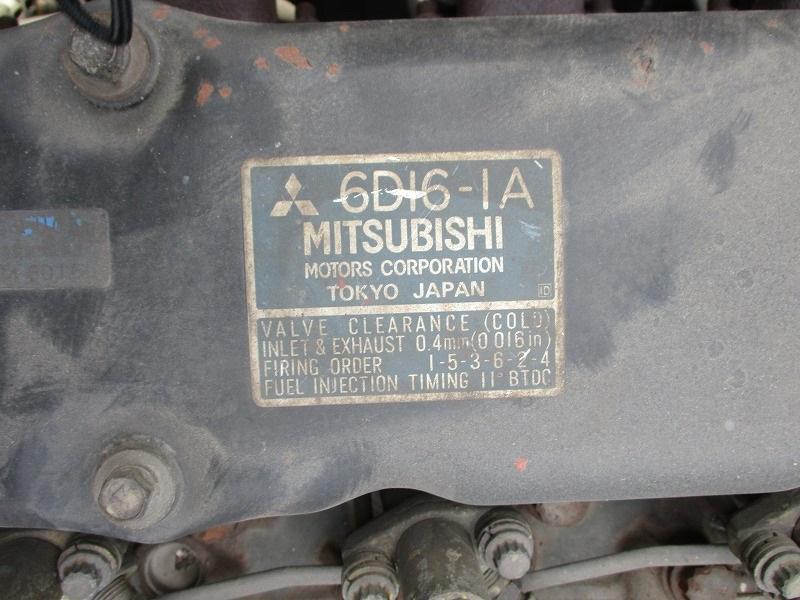 6D16-1A
MITSUBISHI
MOTORS CORPORATION
TOKYO JAPAN
ID
VALVE CLEARANCE (COLD)
INLET & EXHAUST 0.4mm(0.016in)
FIRING ORDER 1-5-3-6-2-4
FUEL INJECTION TIMING 11° BTDC